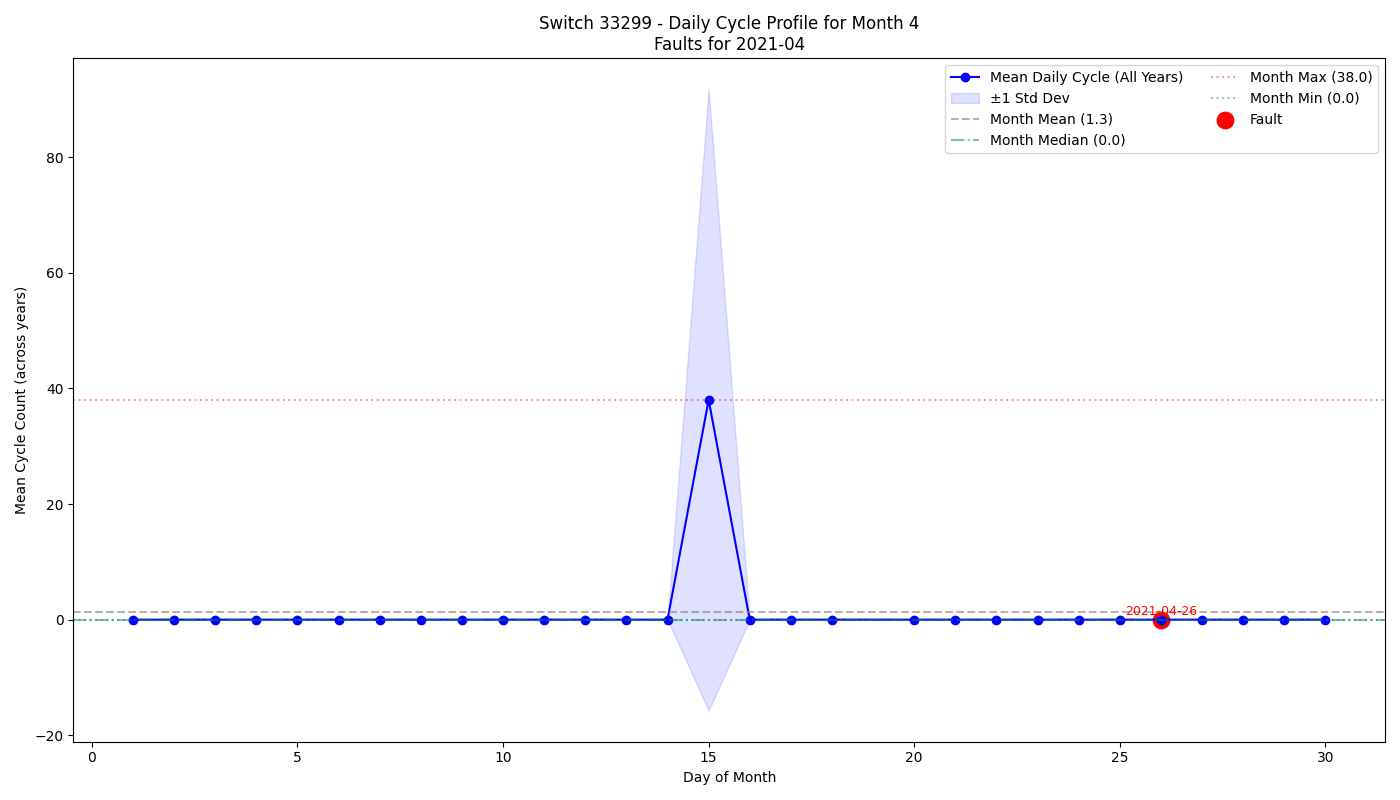 Switch 33299 - Daily Cycle Profile for Month 4
Faults for 2021-04
Mean Daily Cycle (All Years)
±1 Std Dev
Month Mean (1.3)
Month Median (0.0)
Month Max (38.0)
Month Min (0.0)
Fault
Mean Cycle Count (across years)
80
60
40
20
0
−20
2021-04-26
0
5
10
15
20
25
30
Day of Month